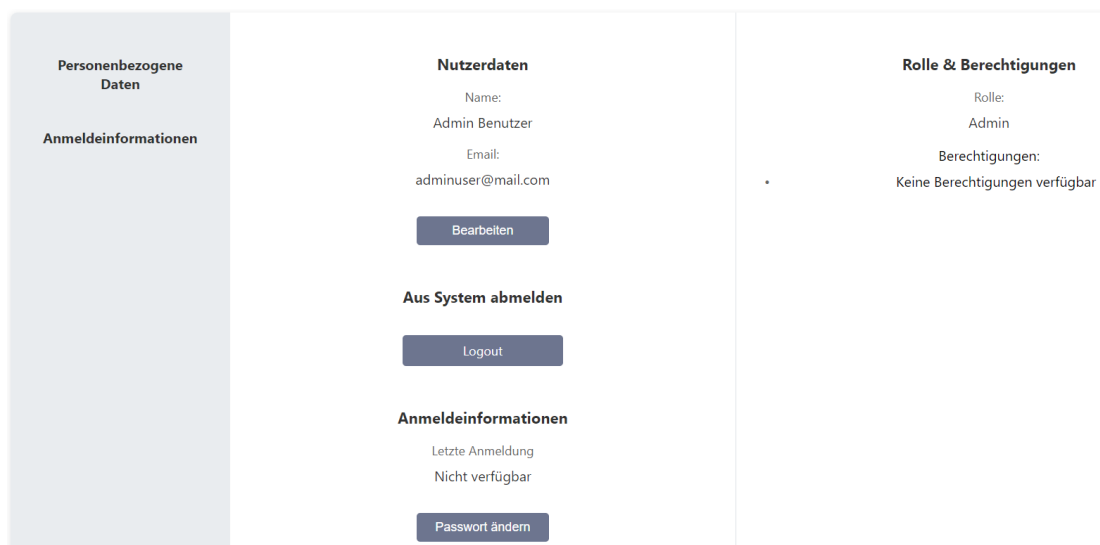 Personenbezogene
Daten
Anmeldeinformationen
Nutzerdaten
Name:
Admin Benutzer
Email:
adminuser@mail.com
Bearbeiten
Aus System abmelden
Logout
Anmeldeinformationen
Letzte Anmeldung
Nicht verfügbar
Passwort ändern
Rolle & Berechtigungen
Rolle:
Admin
Berechtigungen:
• Keine Berechtigungen verfügbar